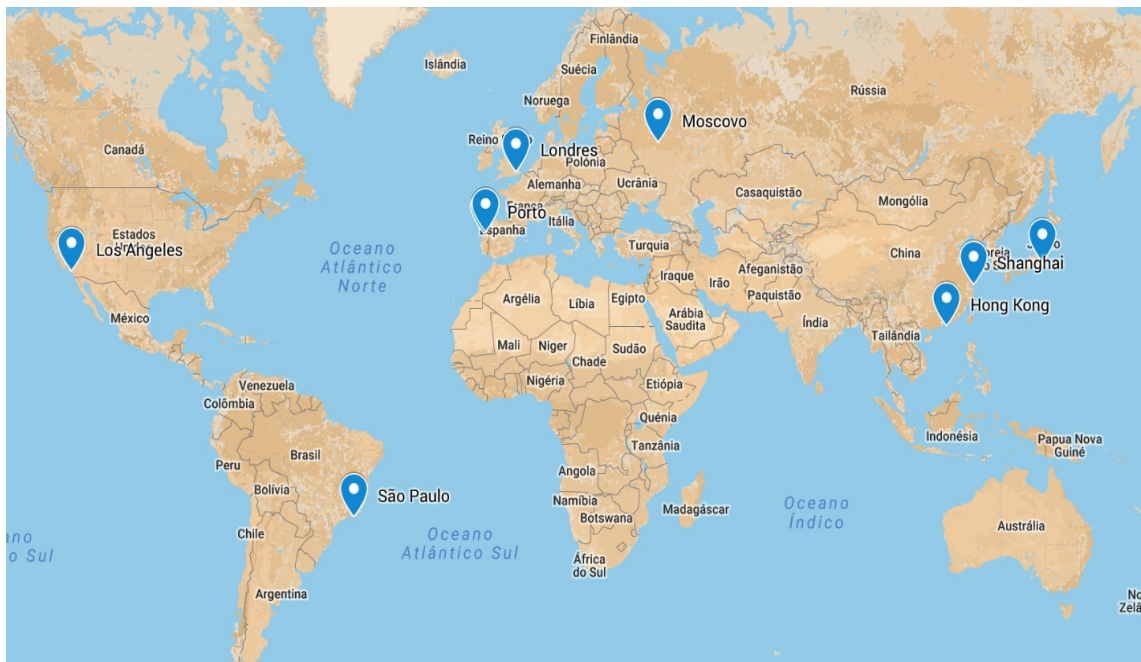 Finlândia
Islândia
Suécia
Rússia
Noruega
Moscovo
Canadá
Reino
Londres
Polónia
Alemanha
Ucrânia
Casaquistão
Mongólia
França
Porto
Itália
Espanha
Estados
Los Angeles
Turquia
China
Shanghai
Oceano
Atlântico
Norte
Iraque
Irão
Afeganistão
Paquistão
Argélia
Líbia
Egipto
Arábia
Saudita
Hong Kong
México
Índia
Tailândia
Mali
Níger
Chade
Sudão
Nigéria
Etiópia
Venezuela
Colômbia
Quénia
Indonésia
Papua Nova
Guiné
Tanzânia
Peru
Brasil
Angola
Bolívia
São Paulo
Namíbia
Botswana
Madagáscar
Oceano
Índico
Chile
Oceano
Atlântico Sul
Austrália
o Sul
África
do Sul
Argentina